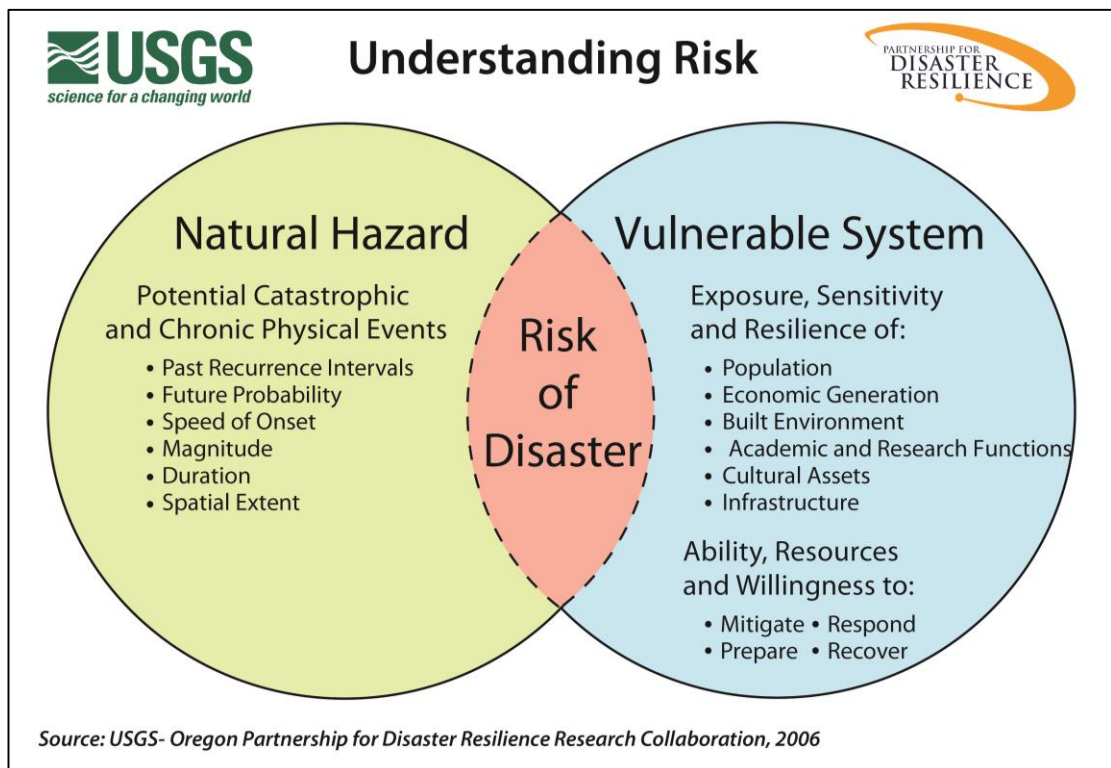 USGS
science for a changing world
Understanding Risk
PARTNERSHIP FOR
DISASTER
RESILIENCE
Natural Hazard
Potential Catastrophic
and Chronic Physical Events
• Past Recurrence Intervals
• Future Probability
• Speed of Onset
• Magnitude
• Duration
• Spatial Extent
Risk
of
Disaster
Vulnerable System
Exposure, Sensitivity
and Resilience of:
• Population
• Economic Generation
• Built Environment
• Academic and Research Functions
• Cultural Assets
• Infrastructure
Ability, Resources
and Willingness to:
• Mitigate • Respond
• Prepare • Recover
Source: USGS- Oregon Partnership for Disaster Resilience Research Collaboration, 2006